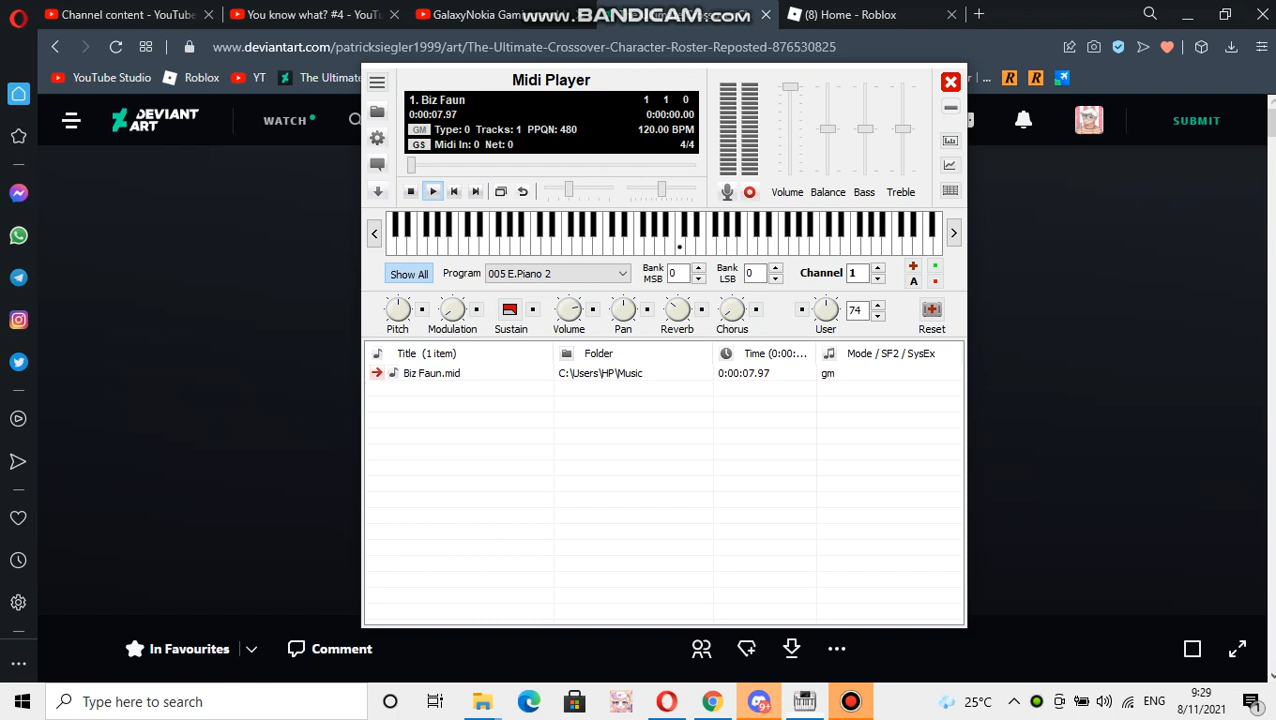 Channel content - YouTube
You know what? #4 - YouT
GalaxyNokia Gam
www.BANDICAM.com
(8) Home - Roblox
www.deviantart.com/patricksiegler1999/art/The-Ultimate-Crossover-Character-Roster-Reposted-876530825
YouTube Studio
Roblox
YT
The Ultimate
DEVIANT ART
WATCH
SUBMIT
Midi Player
1. Biz Faun 1 1 0
0:00:07.97 0:00:00.00
GM Type: 0 Tracks: 1 PPQN: 480 120.00 BPM
GS Midi In: 0 Net: 0 4/4
Volume Balance Bass Treble
Show All Program 005 E.Piano 2 Bank MSB 0 Bank LSB 0 Channel 1
A
74
Pitch Modulation Sustain Volume Pan Reverb Chorus User Reset
Title (1 item) Folder Time (0:00:... Mode / SF2 / SysEx
Biz Faun.mid C:\Users\HP\Music 0:00:07.97 gm
In Favourites Comment
Type here to search
9+
25°C
ENG
9:29
8/11/2021
1